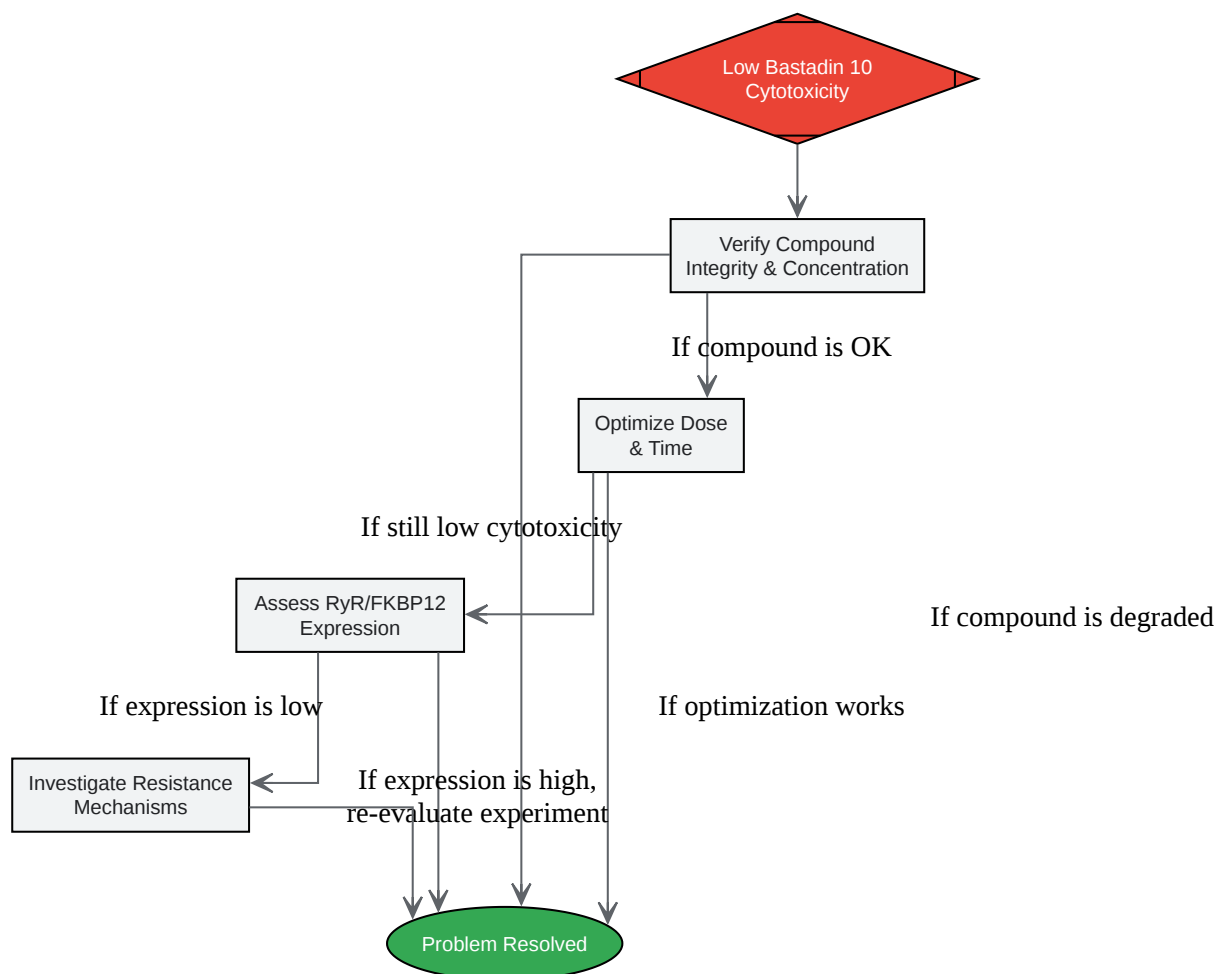 Low Bastadin 10
Cytotoxicity
Verify Compound
Integrity & Concentration
If compound is OK
Optimize Dose
& Time
If still low cytotoxicity
Assess RyR/FKBP12
Expression
If compound is degraded
If expression is low
If optimization works
Investigate Resistance
Mechanisms
If expression is high,
re-evaluate experiment
Problem Resolved